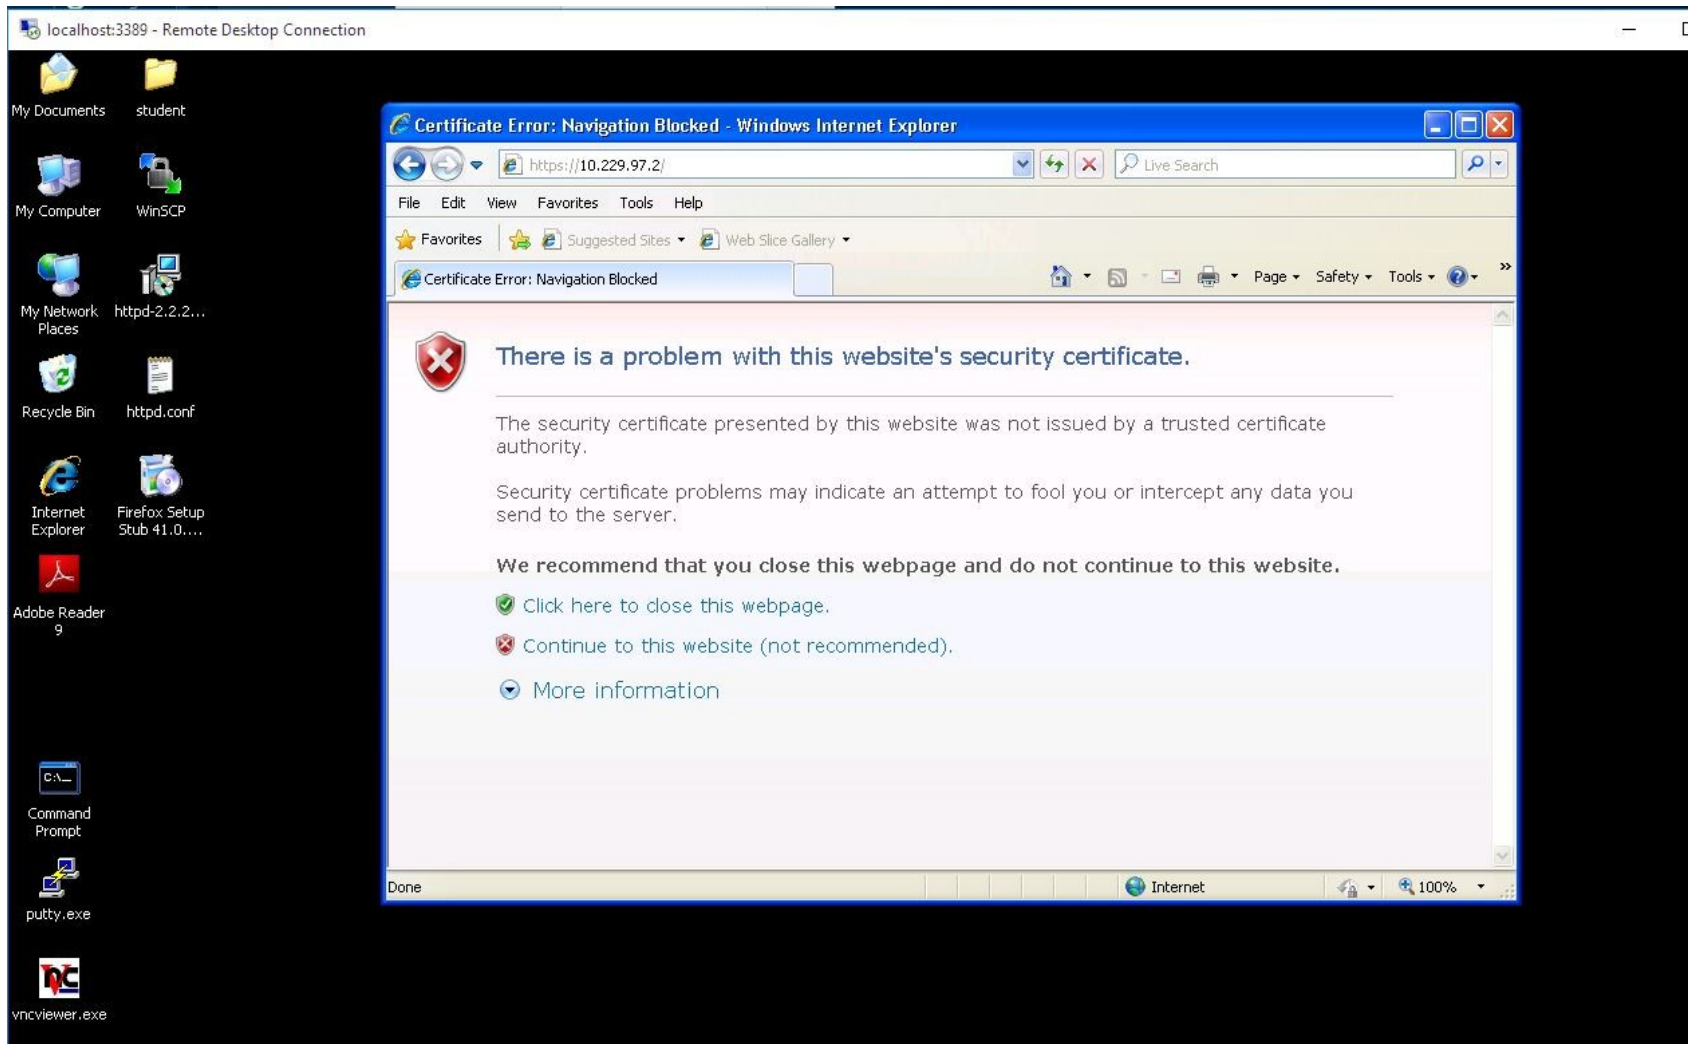 localhost:3389 - Remote Desktop Connection
My Documents
student
My Computer
WinSCP
My Network
Places
httpd-2.2.2...
Recycle Bin
httpd.conf
Internet
Explorer
Firefox Setup
Stub 41.0....
Adobe Reader
9
C:\_
Command
Prompt
putty.exe
VNC
vncviewer.exe
Certificate Error: Navigation Blocked - Windows Internet Explorer
https://10.229.97.2/
Live Search
File Edit View Favorites Tools Help
Favorites Suggested Sites Web Slice Gallery
Certificate Error: Navigation Blocked
Page Safety Tools »
There is a problem with this website's security certificate.
The security certificate presented by this website was not issued by a trusted certificate
authority.
Security certificate problems may indicate an attempt to fool you or intercept any data you
send to the server.
We recommend that you close this webpage and do not continue to this website.
Click here to close this webpage.
Continue to this website (not recommended).
More information
Done
Internet
100%